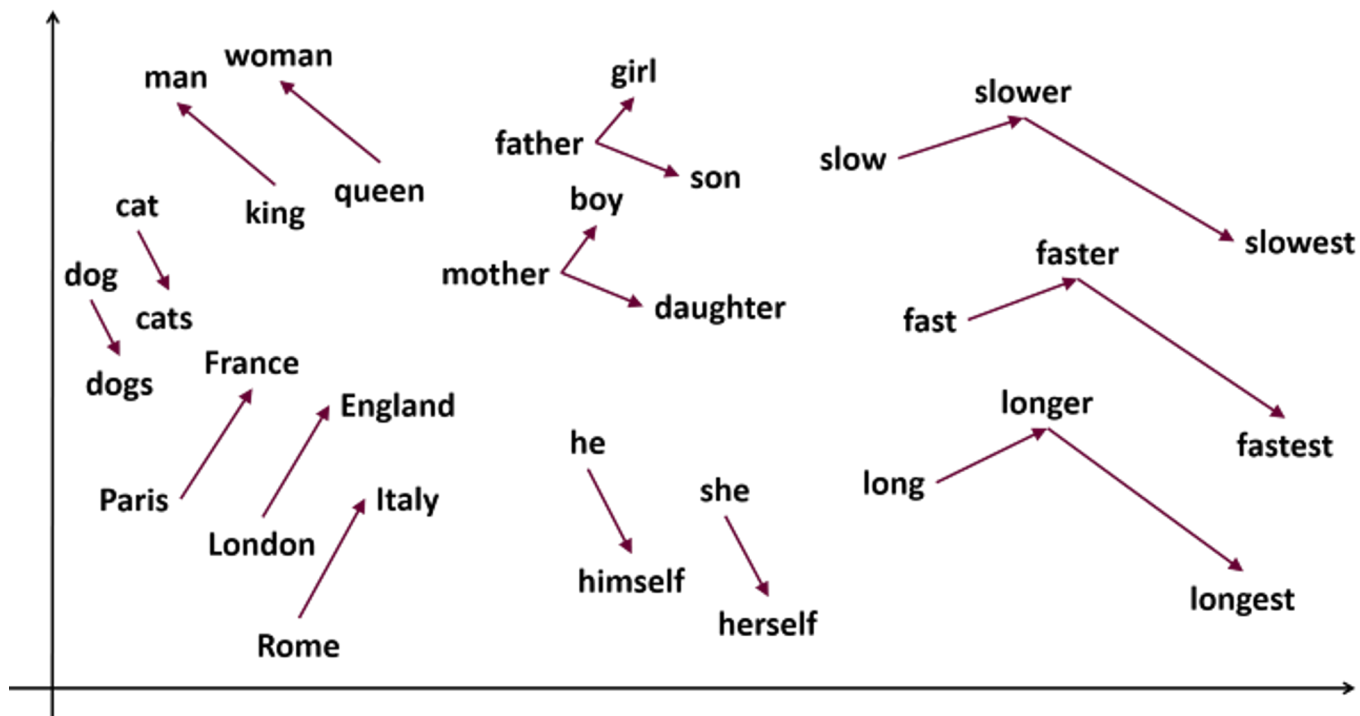 woman
man
girl
slower
father
slow
son
queen
boy
cat
king
slowest
faster
dog
mother
daughter
cats
fast
France
dogs
England
longer
he
fastest
long
she
Paris
Italy
London
himself
longest
herself
Rome